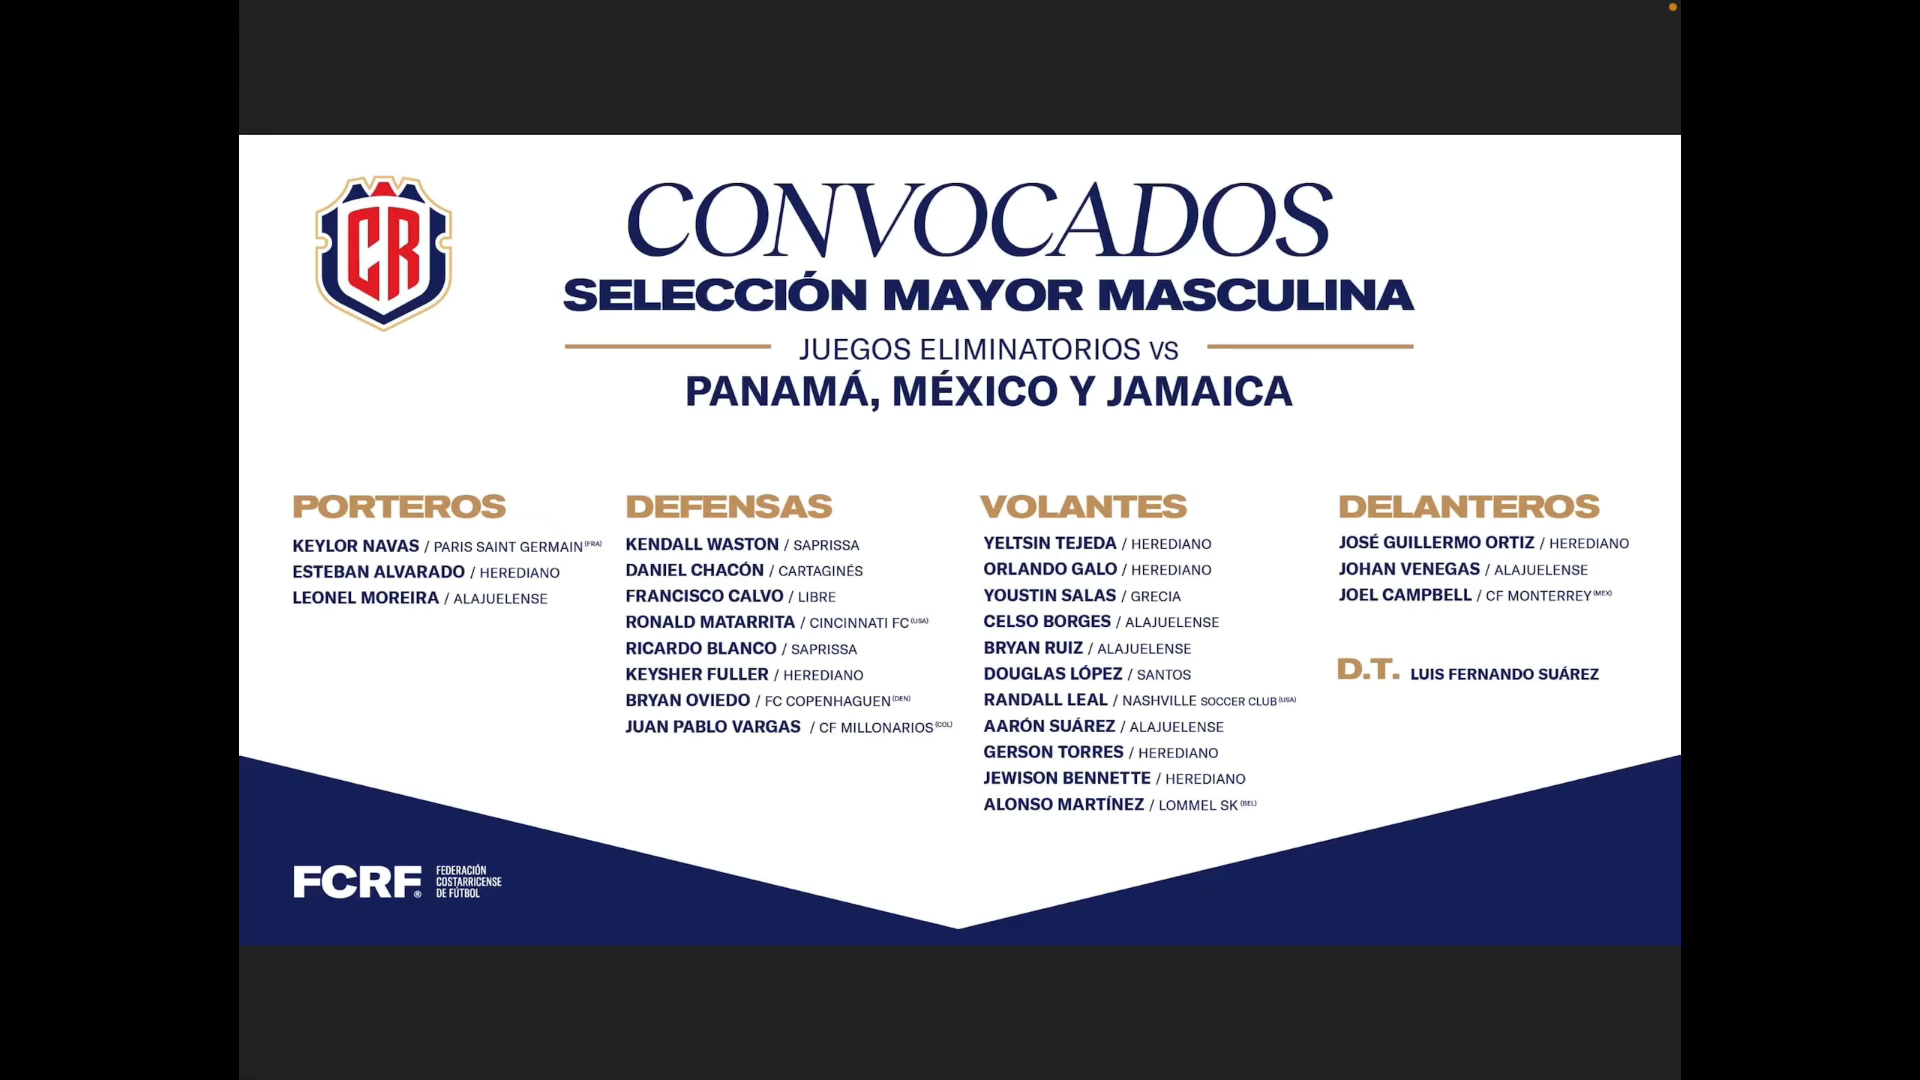 CR
CONVOCADOS
SELECCIÓN MAYOR MASCULINA
JUEGOS ELIMINATORIOS VS
PANAMÁ, MÉXICO Y JAMAICA
PORTEROS
KEYLOR NAVAS / PARIS SAINT GERMAIN (FRA)
ESTEBAN ALVARADO / HEREDIANO
LEONEL MOREIRA / ALAJUELENSE
DEFENSAS
KENDALL WASTON / SAPRISSA
DANIEL CHACÓN / CARTAGINÉS
FRANCISCO CALVO / LIBRE
RONALD MATARRITA / CINCINNATI FC (USA)
RICARDO BLANCO / SAPRISSA
KEYSHER FULLER / HEREDIANO
BRYAN OVIEDO / FC COPENHAGUEN (DEN)
JUAN PABLO VARGAS / CF MILLONARIOS (COL)
VOLANTES
YELTSIN TEJEDA / HEREDIANO
ORLANDO GALO / HEREDIANO
YOUSTIN SALAS / GRECIA
CELSO BORGES / ALAJUELENSE
BRYAN RUIZ / ALAJUELENSE
DOUGLAS LÓPEZ / SANTOS
RANDALL LEAL / NASHVILLE SOCCER CLUB (USA)
AARÓN SUÁREZ / ALAJUELENSE
GERSON TORRES / HEREDIANO
JEWISON BENNETTE / HEREDIANO
ALONSO MARTÍNEZ / LOMMEL SK (BEL)
DELANTEROS
JOSÉ GUILLERMO ORTIZ / HEREDIANO
JOHAN VENEGAS / ALAJUELENSE
JOEL CAMPBELL / CF MONTERREY (MEX)
D.T. LUIS FERNANDO SUÁREZ
FCRF®
FEDERACIÓN
COSTARRICENSE
DE FÚTBOL